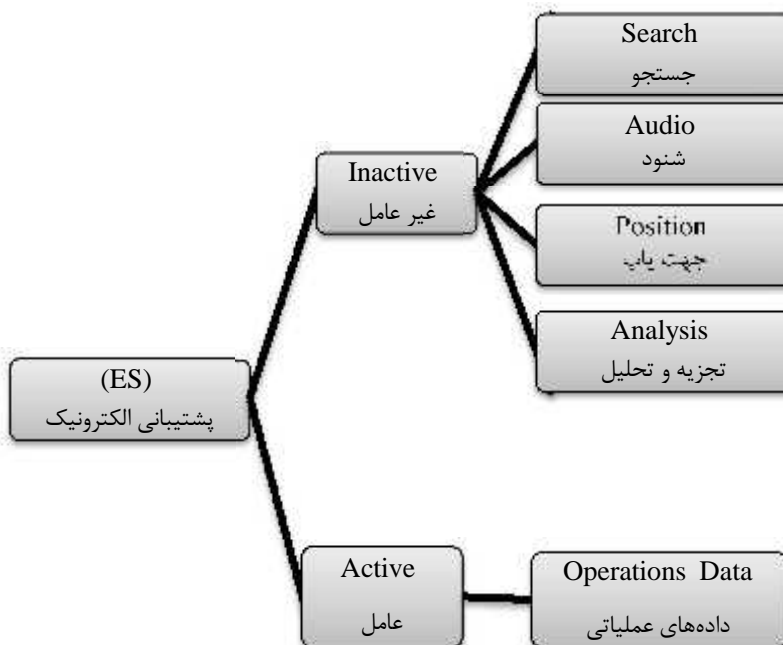 Search
جستجو
Audio
شنود
Inactive
غیر عامل
Position
جهت یاب
Analysis
تجزیه و تحلیل
(ES)
پشتیبانی الکترونیک
Active
عامل
Operations Data
داده‌های عملیاتی